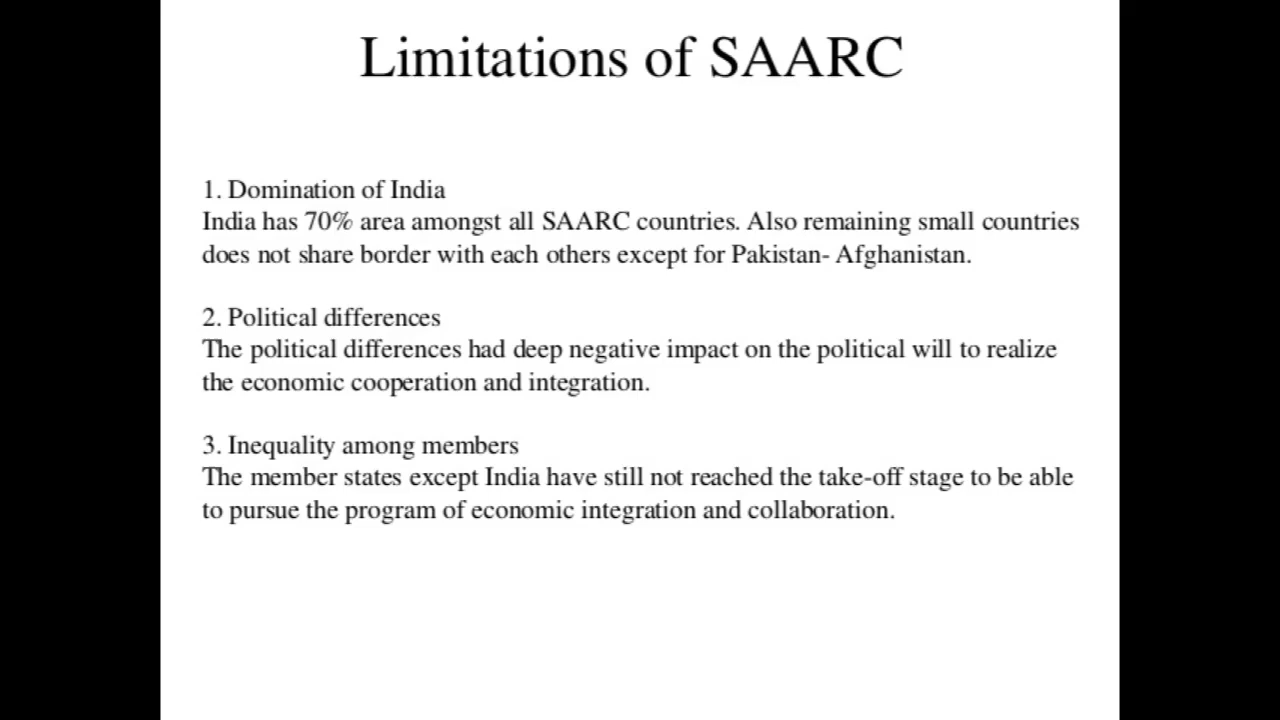 Limitations of SAARC
1. Domination of India
India has 70% area amongst all SAARC countries. Also remaining small countries
does not share border with each others except for Pakistan- Afghanistan.
2. Political differences
The political differences had deep negative impact on the political will to realize
the economic cooperation and integration.
3. Inequality among members
The member states except India have still not reached the take-off stage to be able
to pursue the program of economic integration and collaboration.